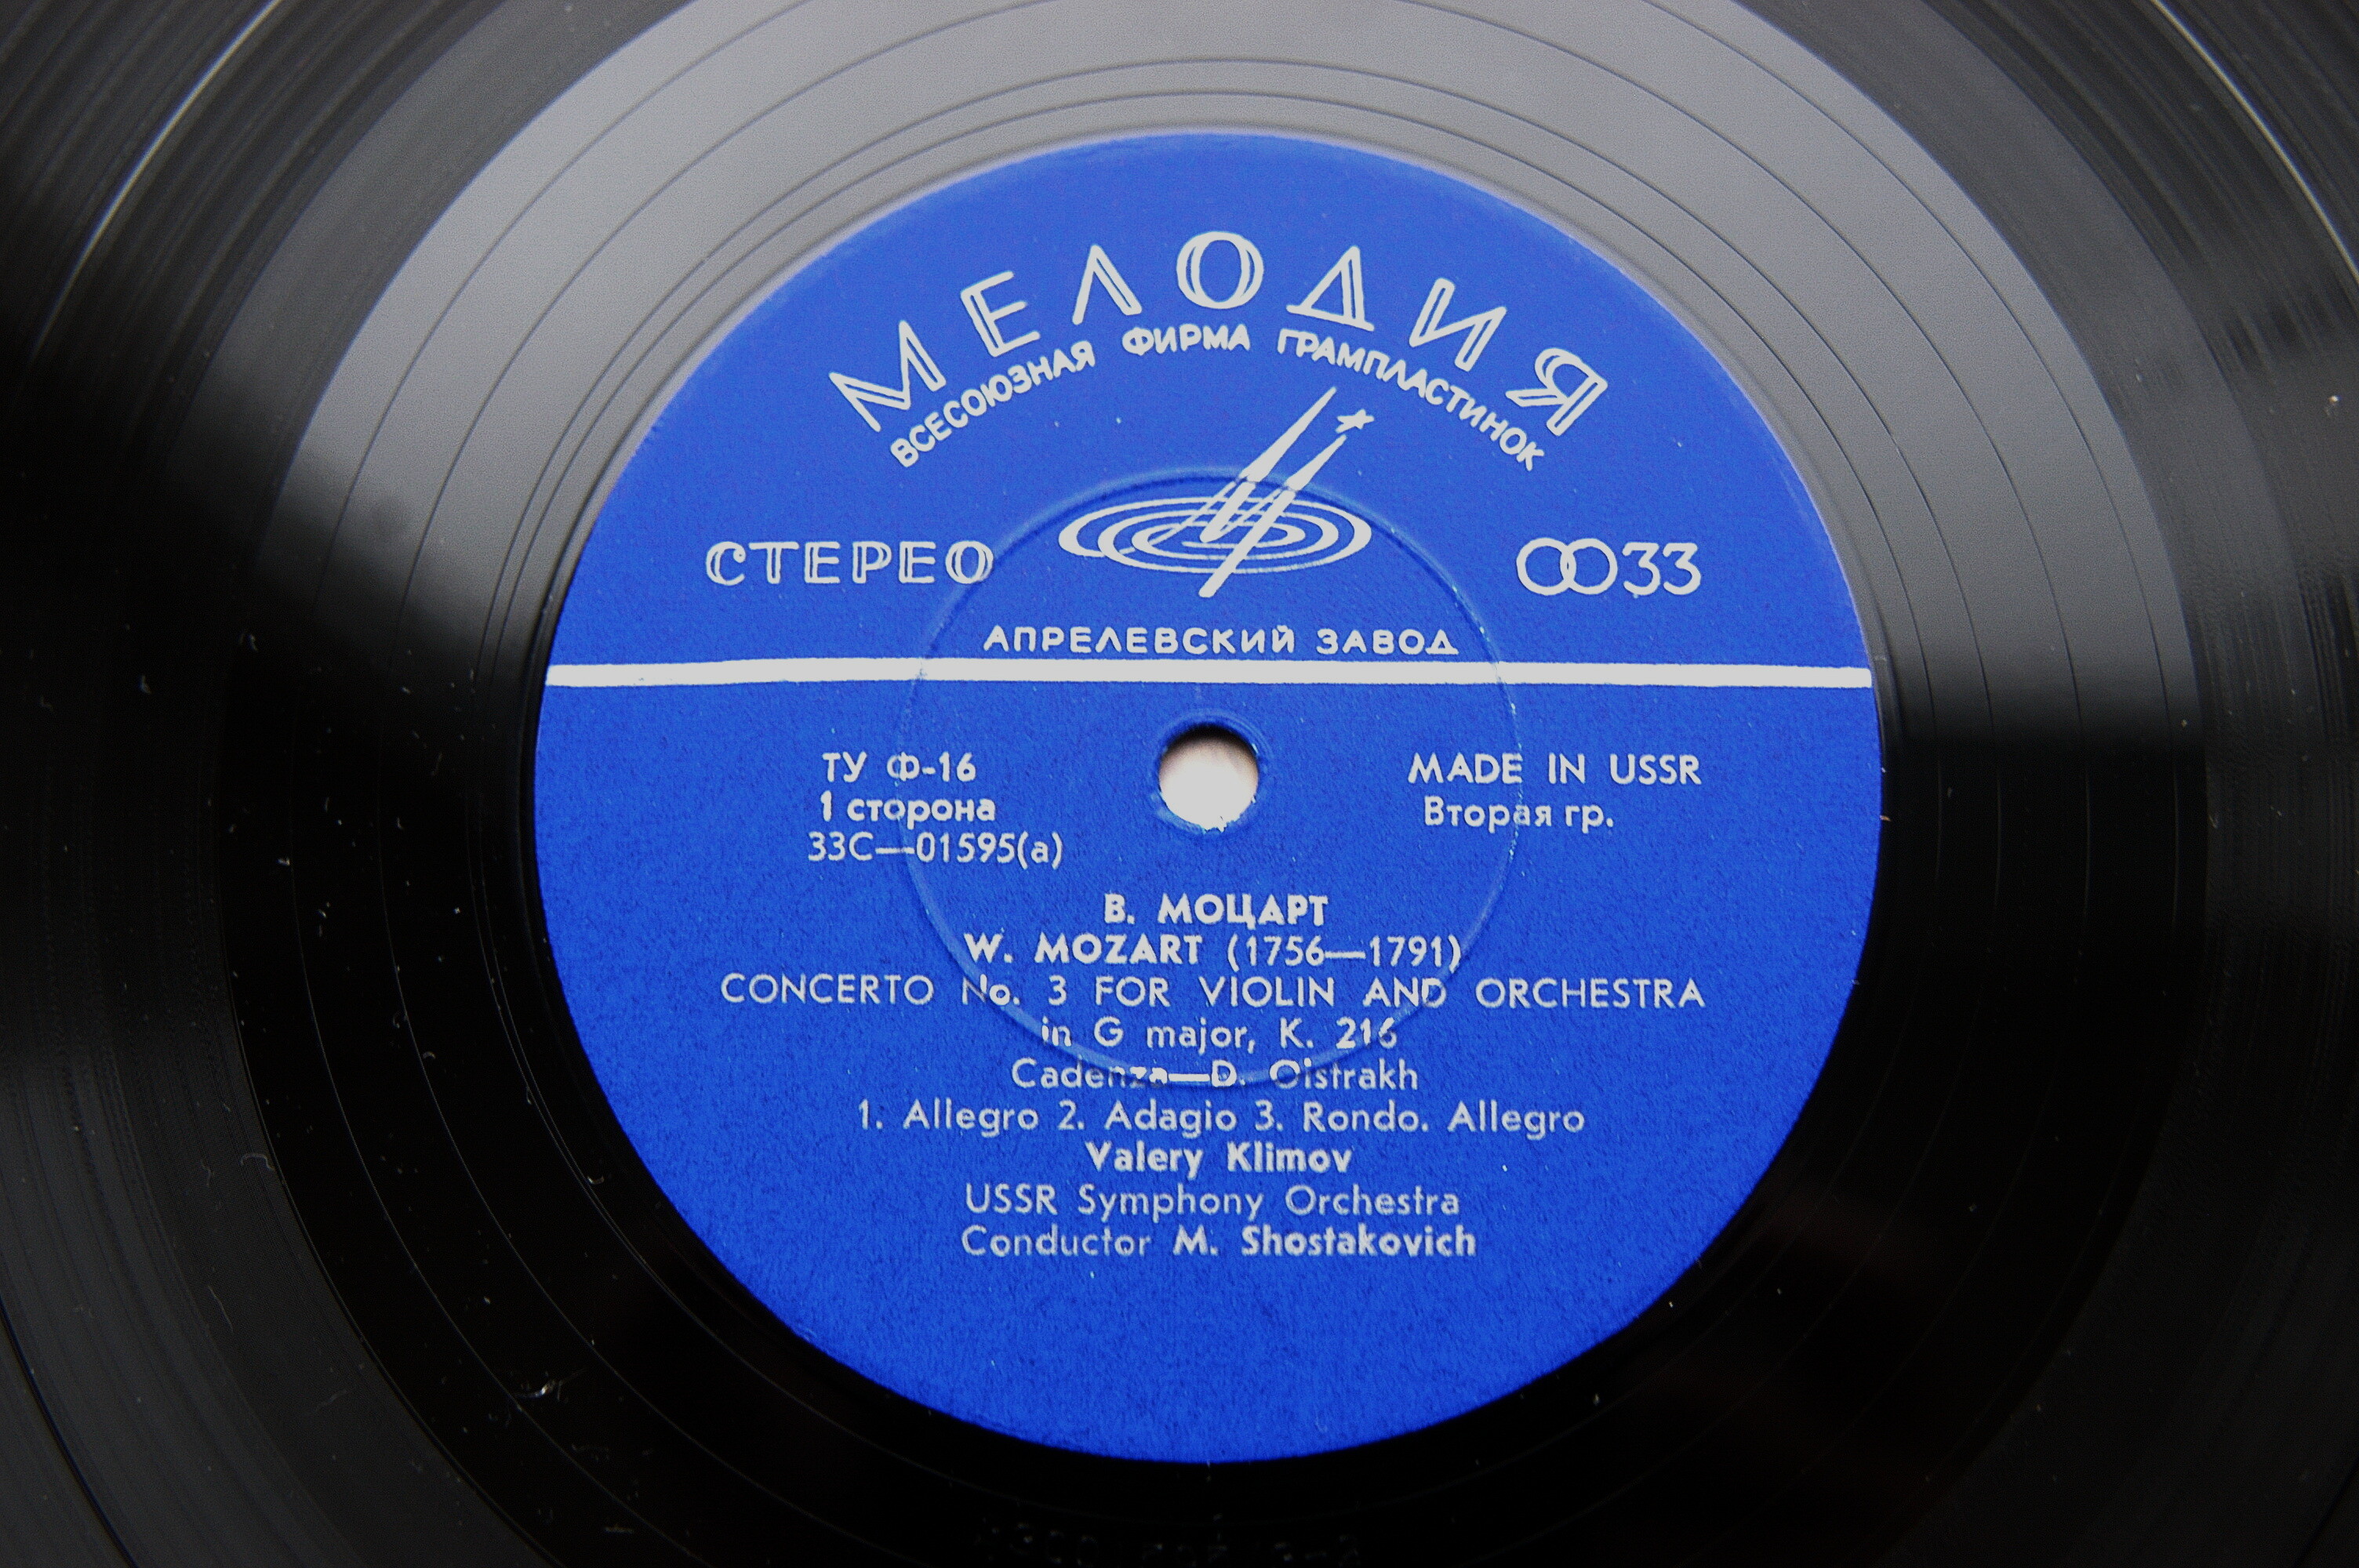 МЕЛОДИЯ
ВСЕСОЮЗНАЯ ФИРМА ГРАМПЛАСТИНОК
СТЕРЕО
33
АПРЕЛЕВСКИЙ ЗАВОД
ТУ Ф-16
1 сторона
33С—01595(а)
MADE IN USSR
Вторая гр.
В. МОЦАРТ
W. MOZART (1756—1791)
CONCERTO No. 3 FOR VIOLIN AND ORCHESTRA
in G major, K. 216
Cadenza—D. Oistrakh
1. Allegro 2. Adagio 3. Rondo. Allegro
Valery Klimov
USSR Symphony Orchestra
Conductor M. Shostakovich